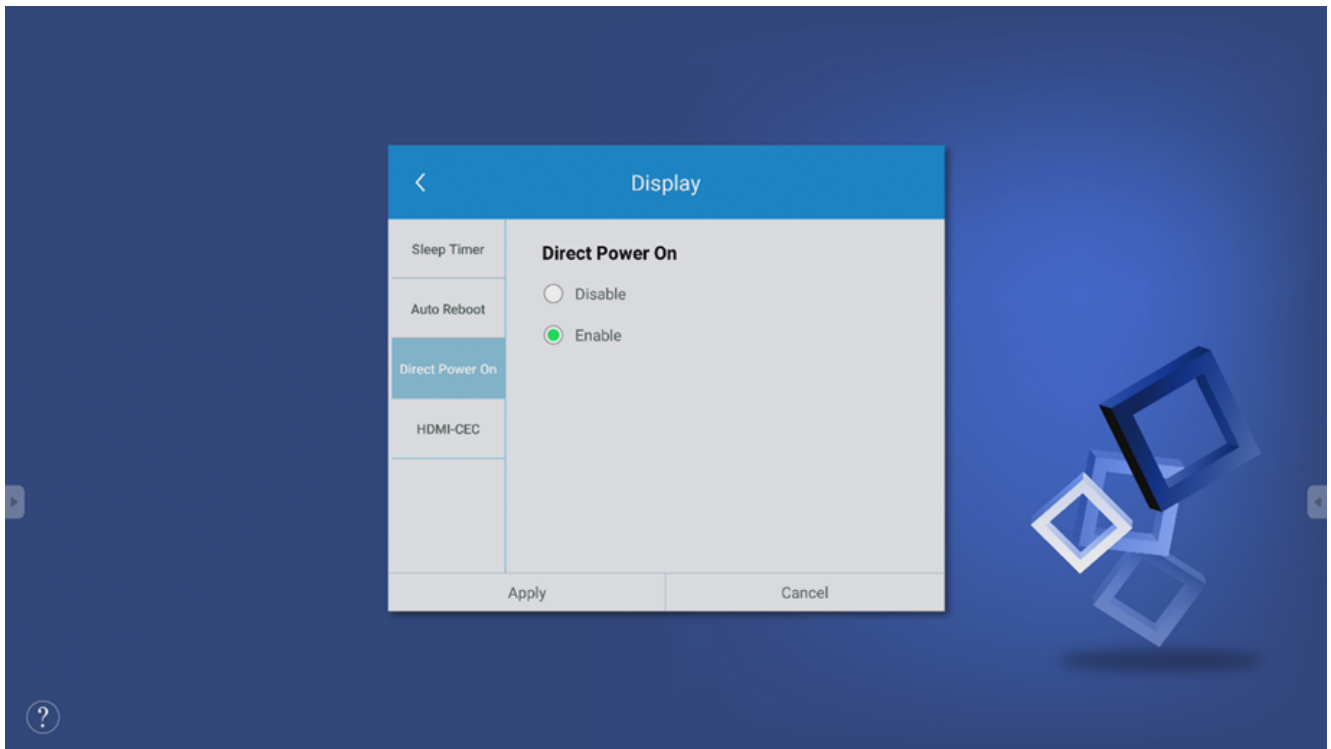 Display
Sleep Timer
Auto Reboot
Direct Power On
HDMI-CEC
Direct Power On
Disable
Enable
Apply
Cancel
?